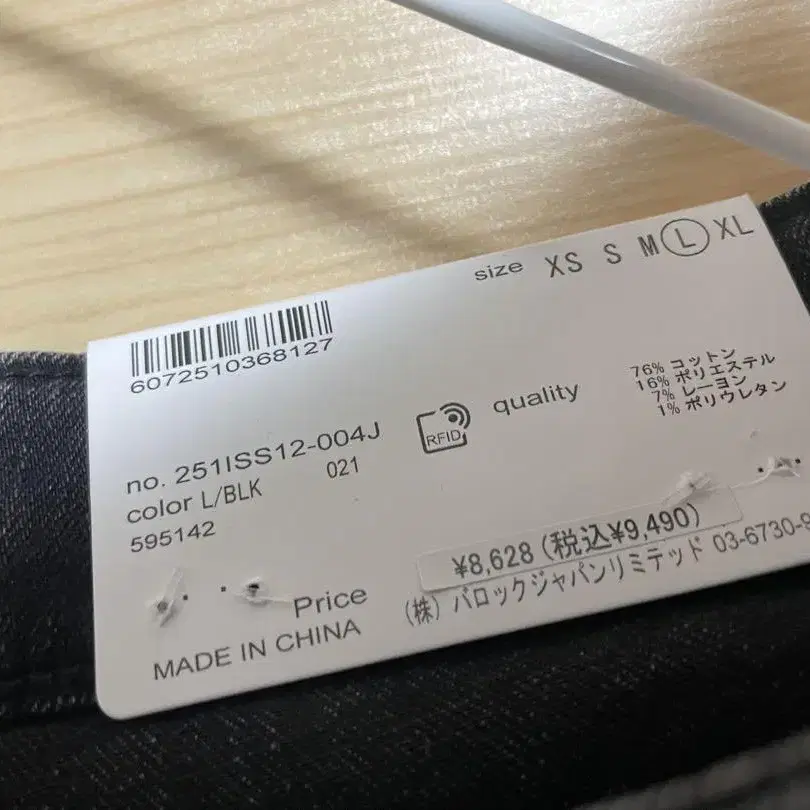 size XS S M L XL
6072510368127
76% コットン
16% ポリエステル
7% レーヨン
1% ポリウレタン
quality
RFID
no. 251ISS12-004J
color L/BLK 021
595142
¥8,628 (税込¥9,490)
Price
(株) バロックジャパンリミテッド 03-6730-
MADE IN CHINA